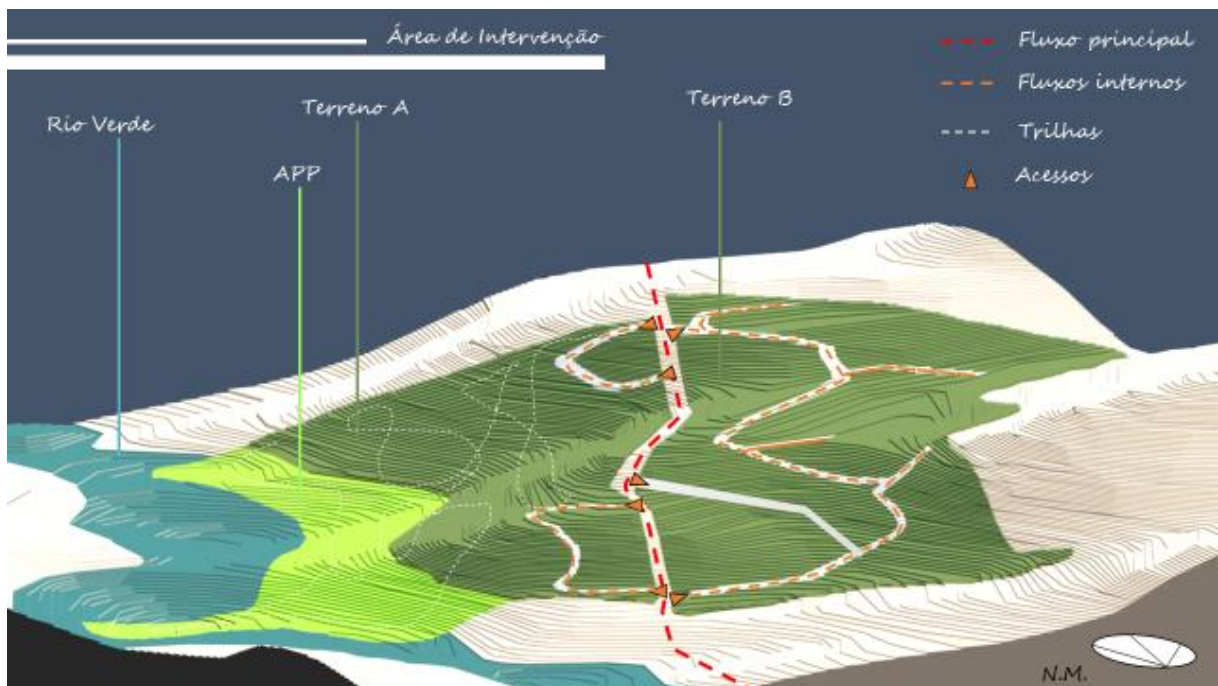 Área de Intervenção
Fluxo principal
Fluxos internos
Trilhas
Acessos
Rio Verde
APP
Terreno A
Terreno B
N.M.